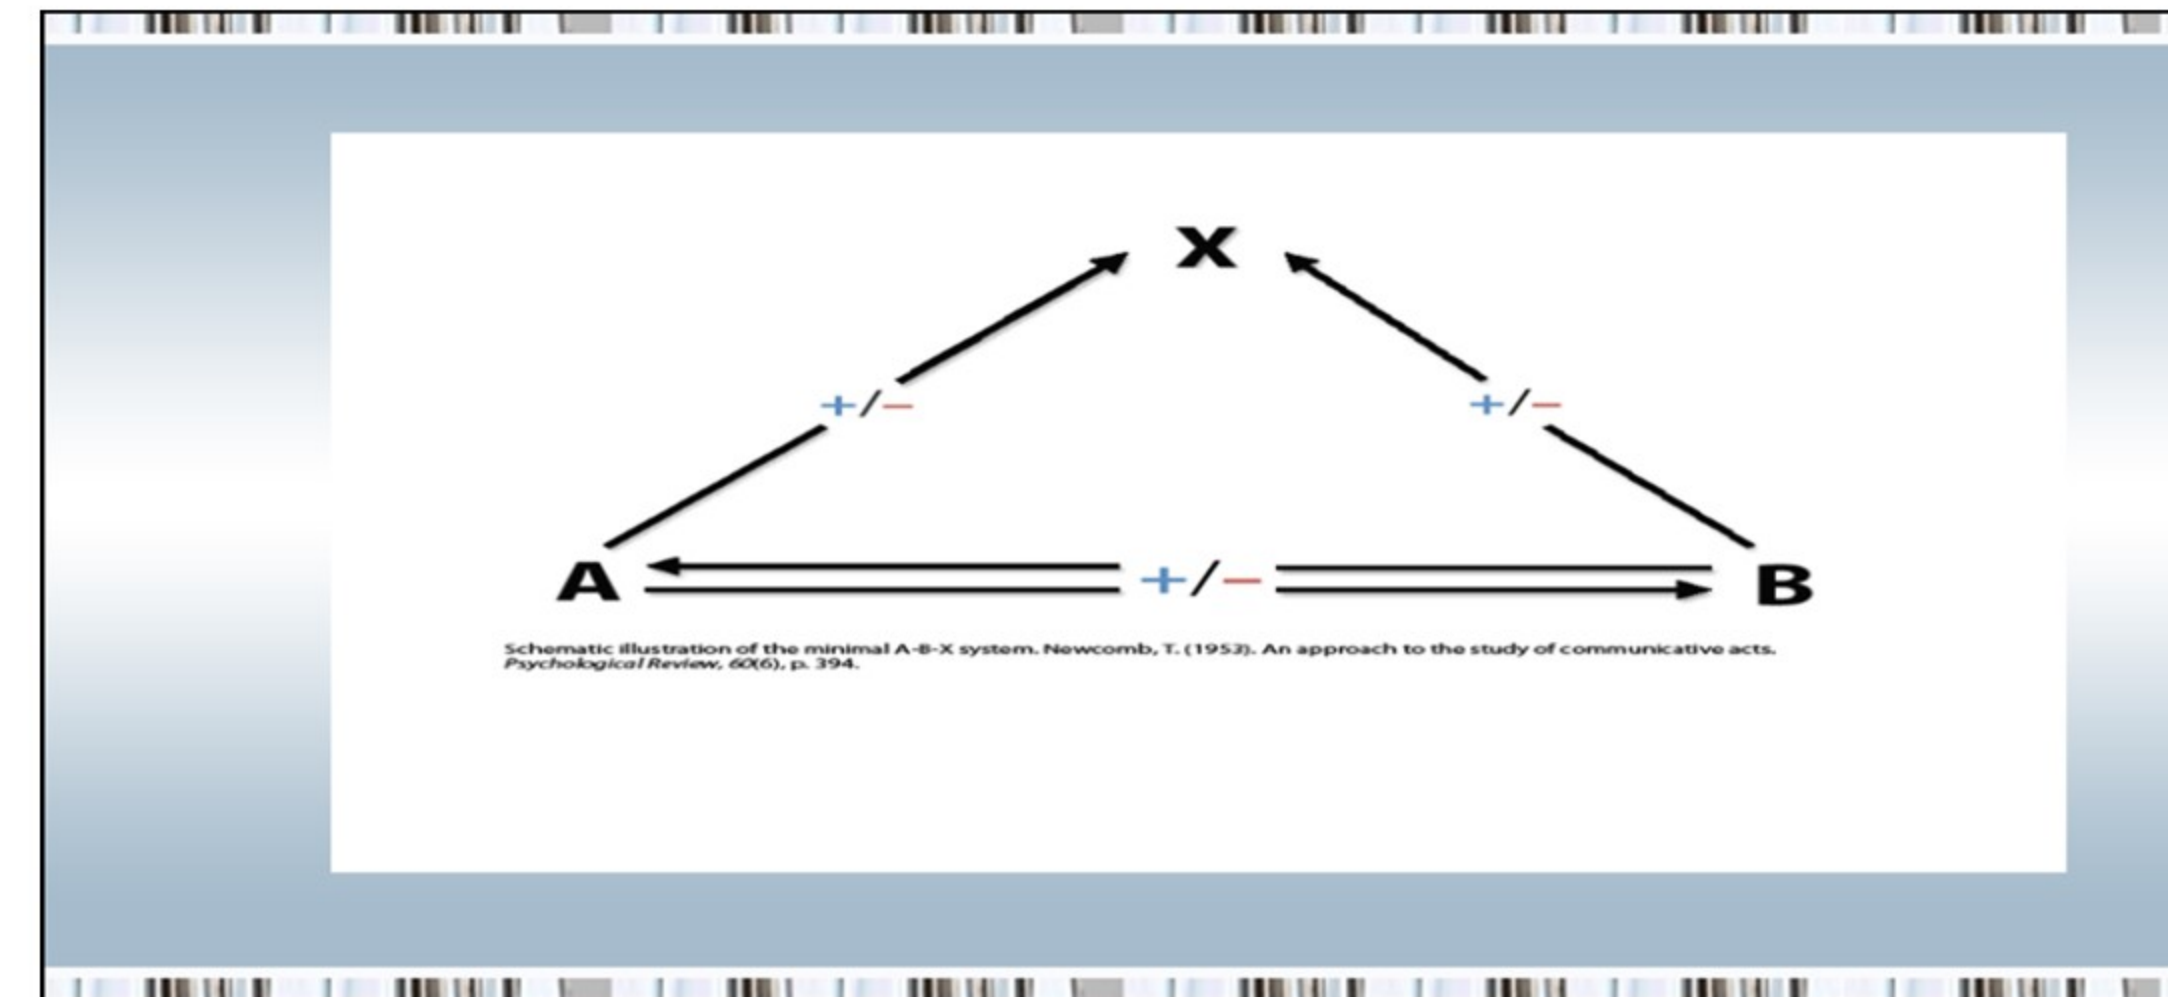 X
+/− +/−
A +/− B
Schematic illustration of the minimal A-B-X system. Newcomb, T. (1953). An approach to the study of communicative acts.
Psychological Review, 60(6), p. 394.